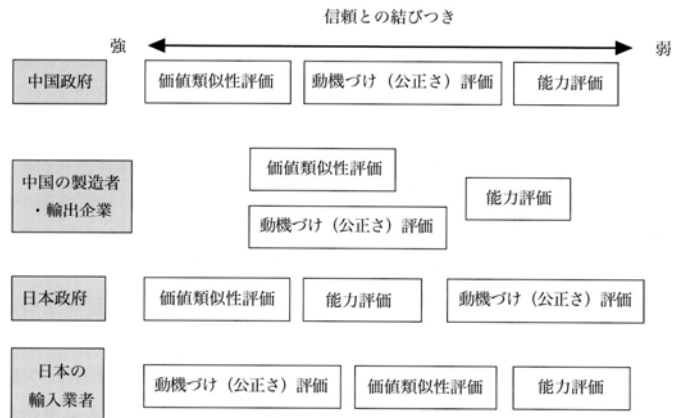 信頼との結びつき
強
弱
中国政府
価値類似性評価
動機づけ（公正さ）評価
能力評価
中国の製造者
・輸出企業
価値類似性評価
動機づけ（公正さ）評価
能力評価
日本政府
価値類似性評価
能力評価
動機づけ（公正さ）評価
日本の
輸入業者
動機づけ（公正さ）評価
価値類似性評価
能力評価